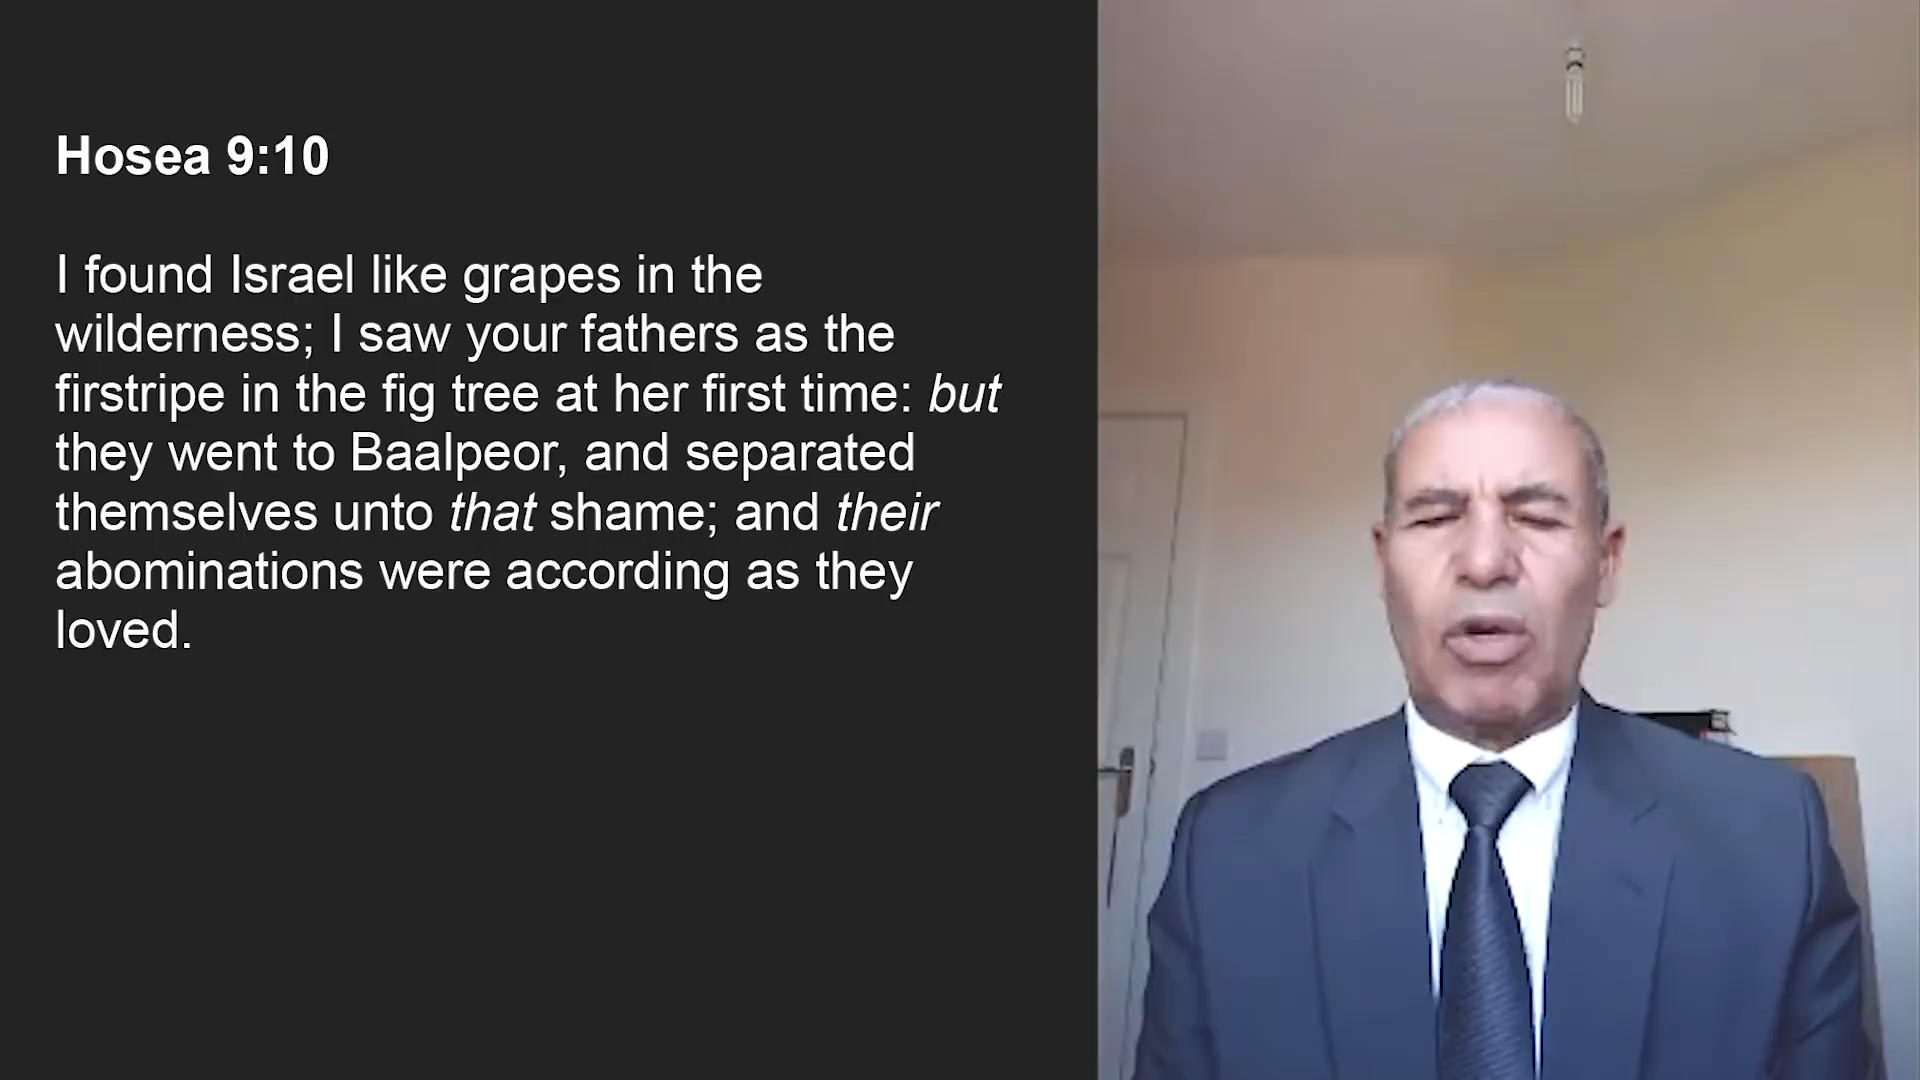 Hosea 9:10
I found Israel like grapes in the
wilderness; I saw your fathers as the
firstripe in the fig tree at her first time: but
they went to Baalpeor, and separated
themselves unto that shame; and their
abominations were according as they
loved.